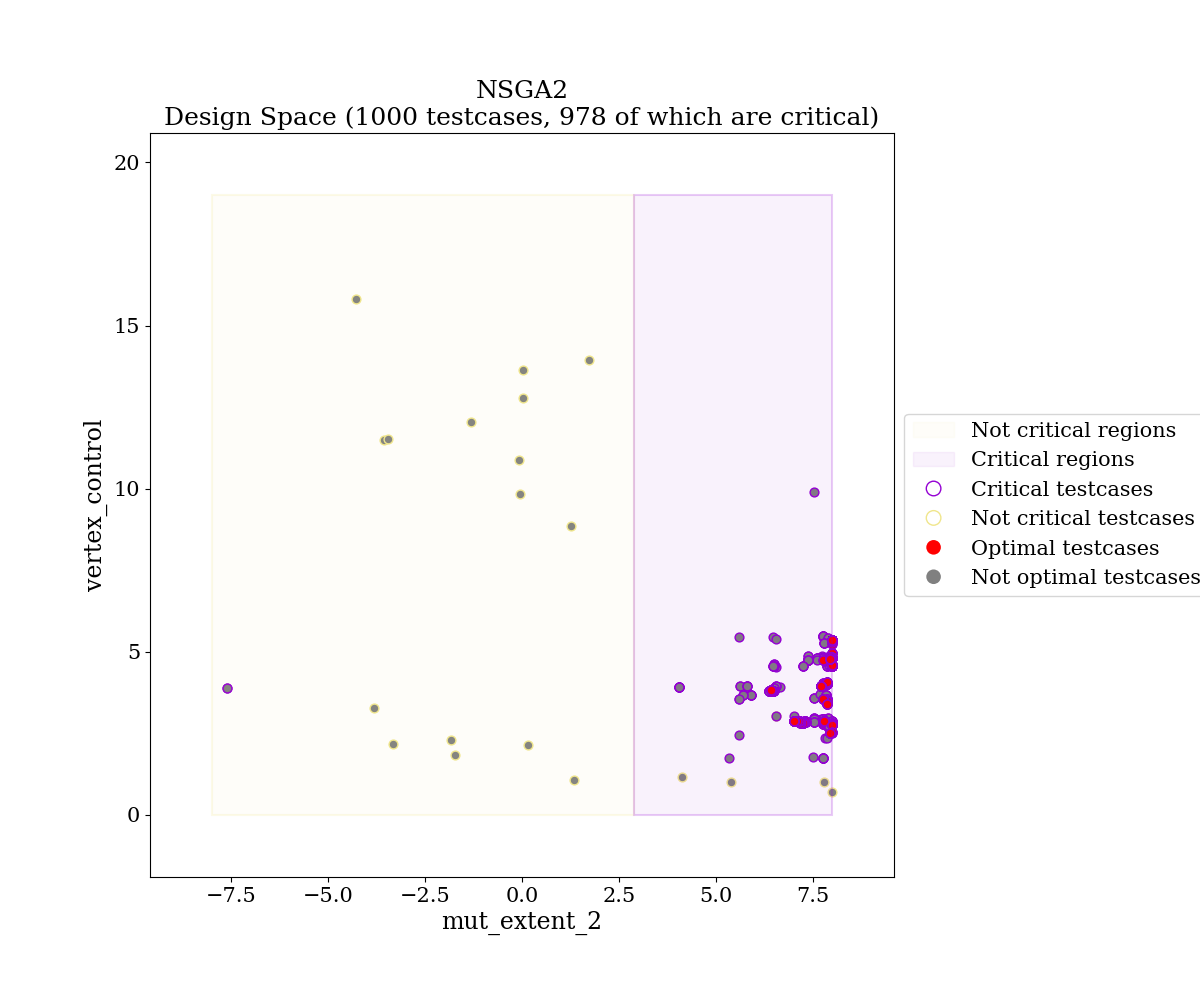 NSGA2
Design Space (1000 testcases, 978 of which are critical)
20
15
10
5
0
vertex_control
−7.5
−5.0
−2.5
0.0
2.5
5.0
7.5
mut_extent_2
Not critical regions
Critical regions
Critical testcases
Not critical testcases
Optimal testcases
Not optimal testcases